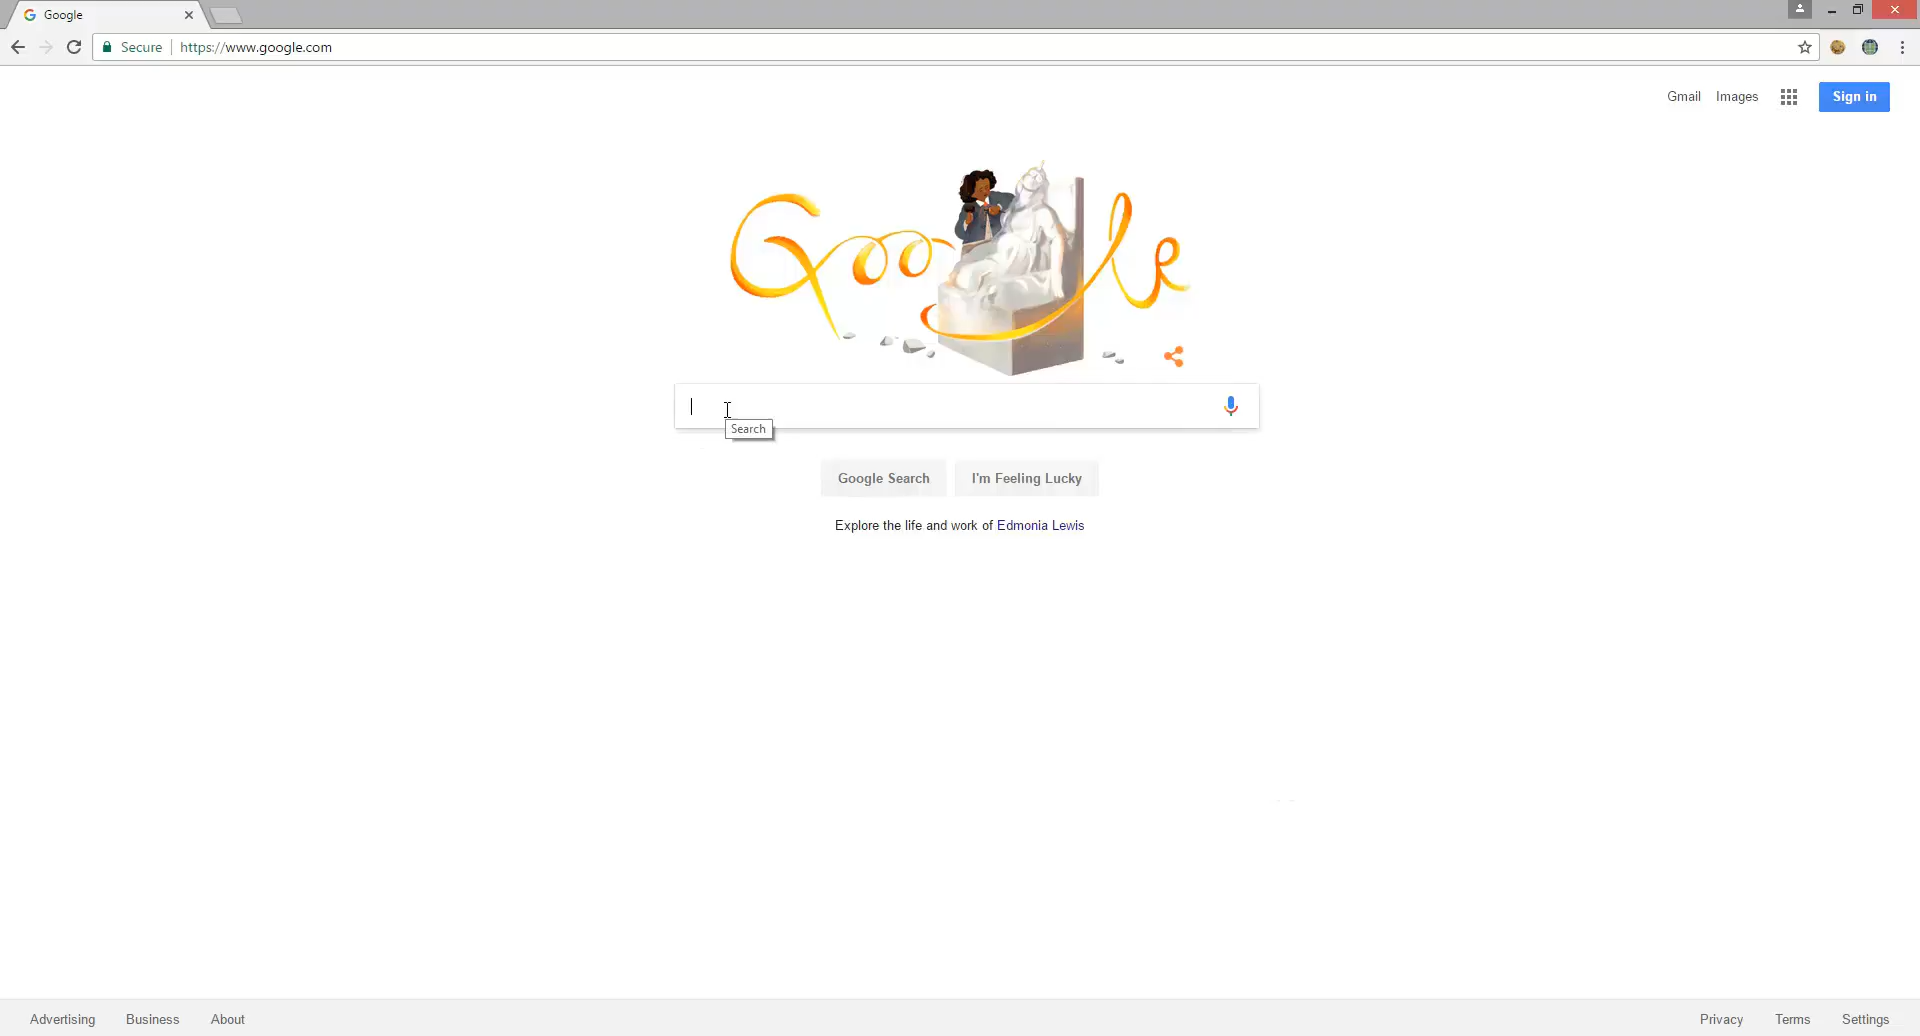 Google
Secure https://www.google.com
Gmail Images Sign in
Google
Search
Google Search I'm Feeling Lucky
Explore the life and work of Edmonia Lewis
Advertising Business About Privacy Terms Settings